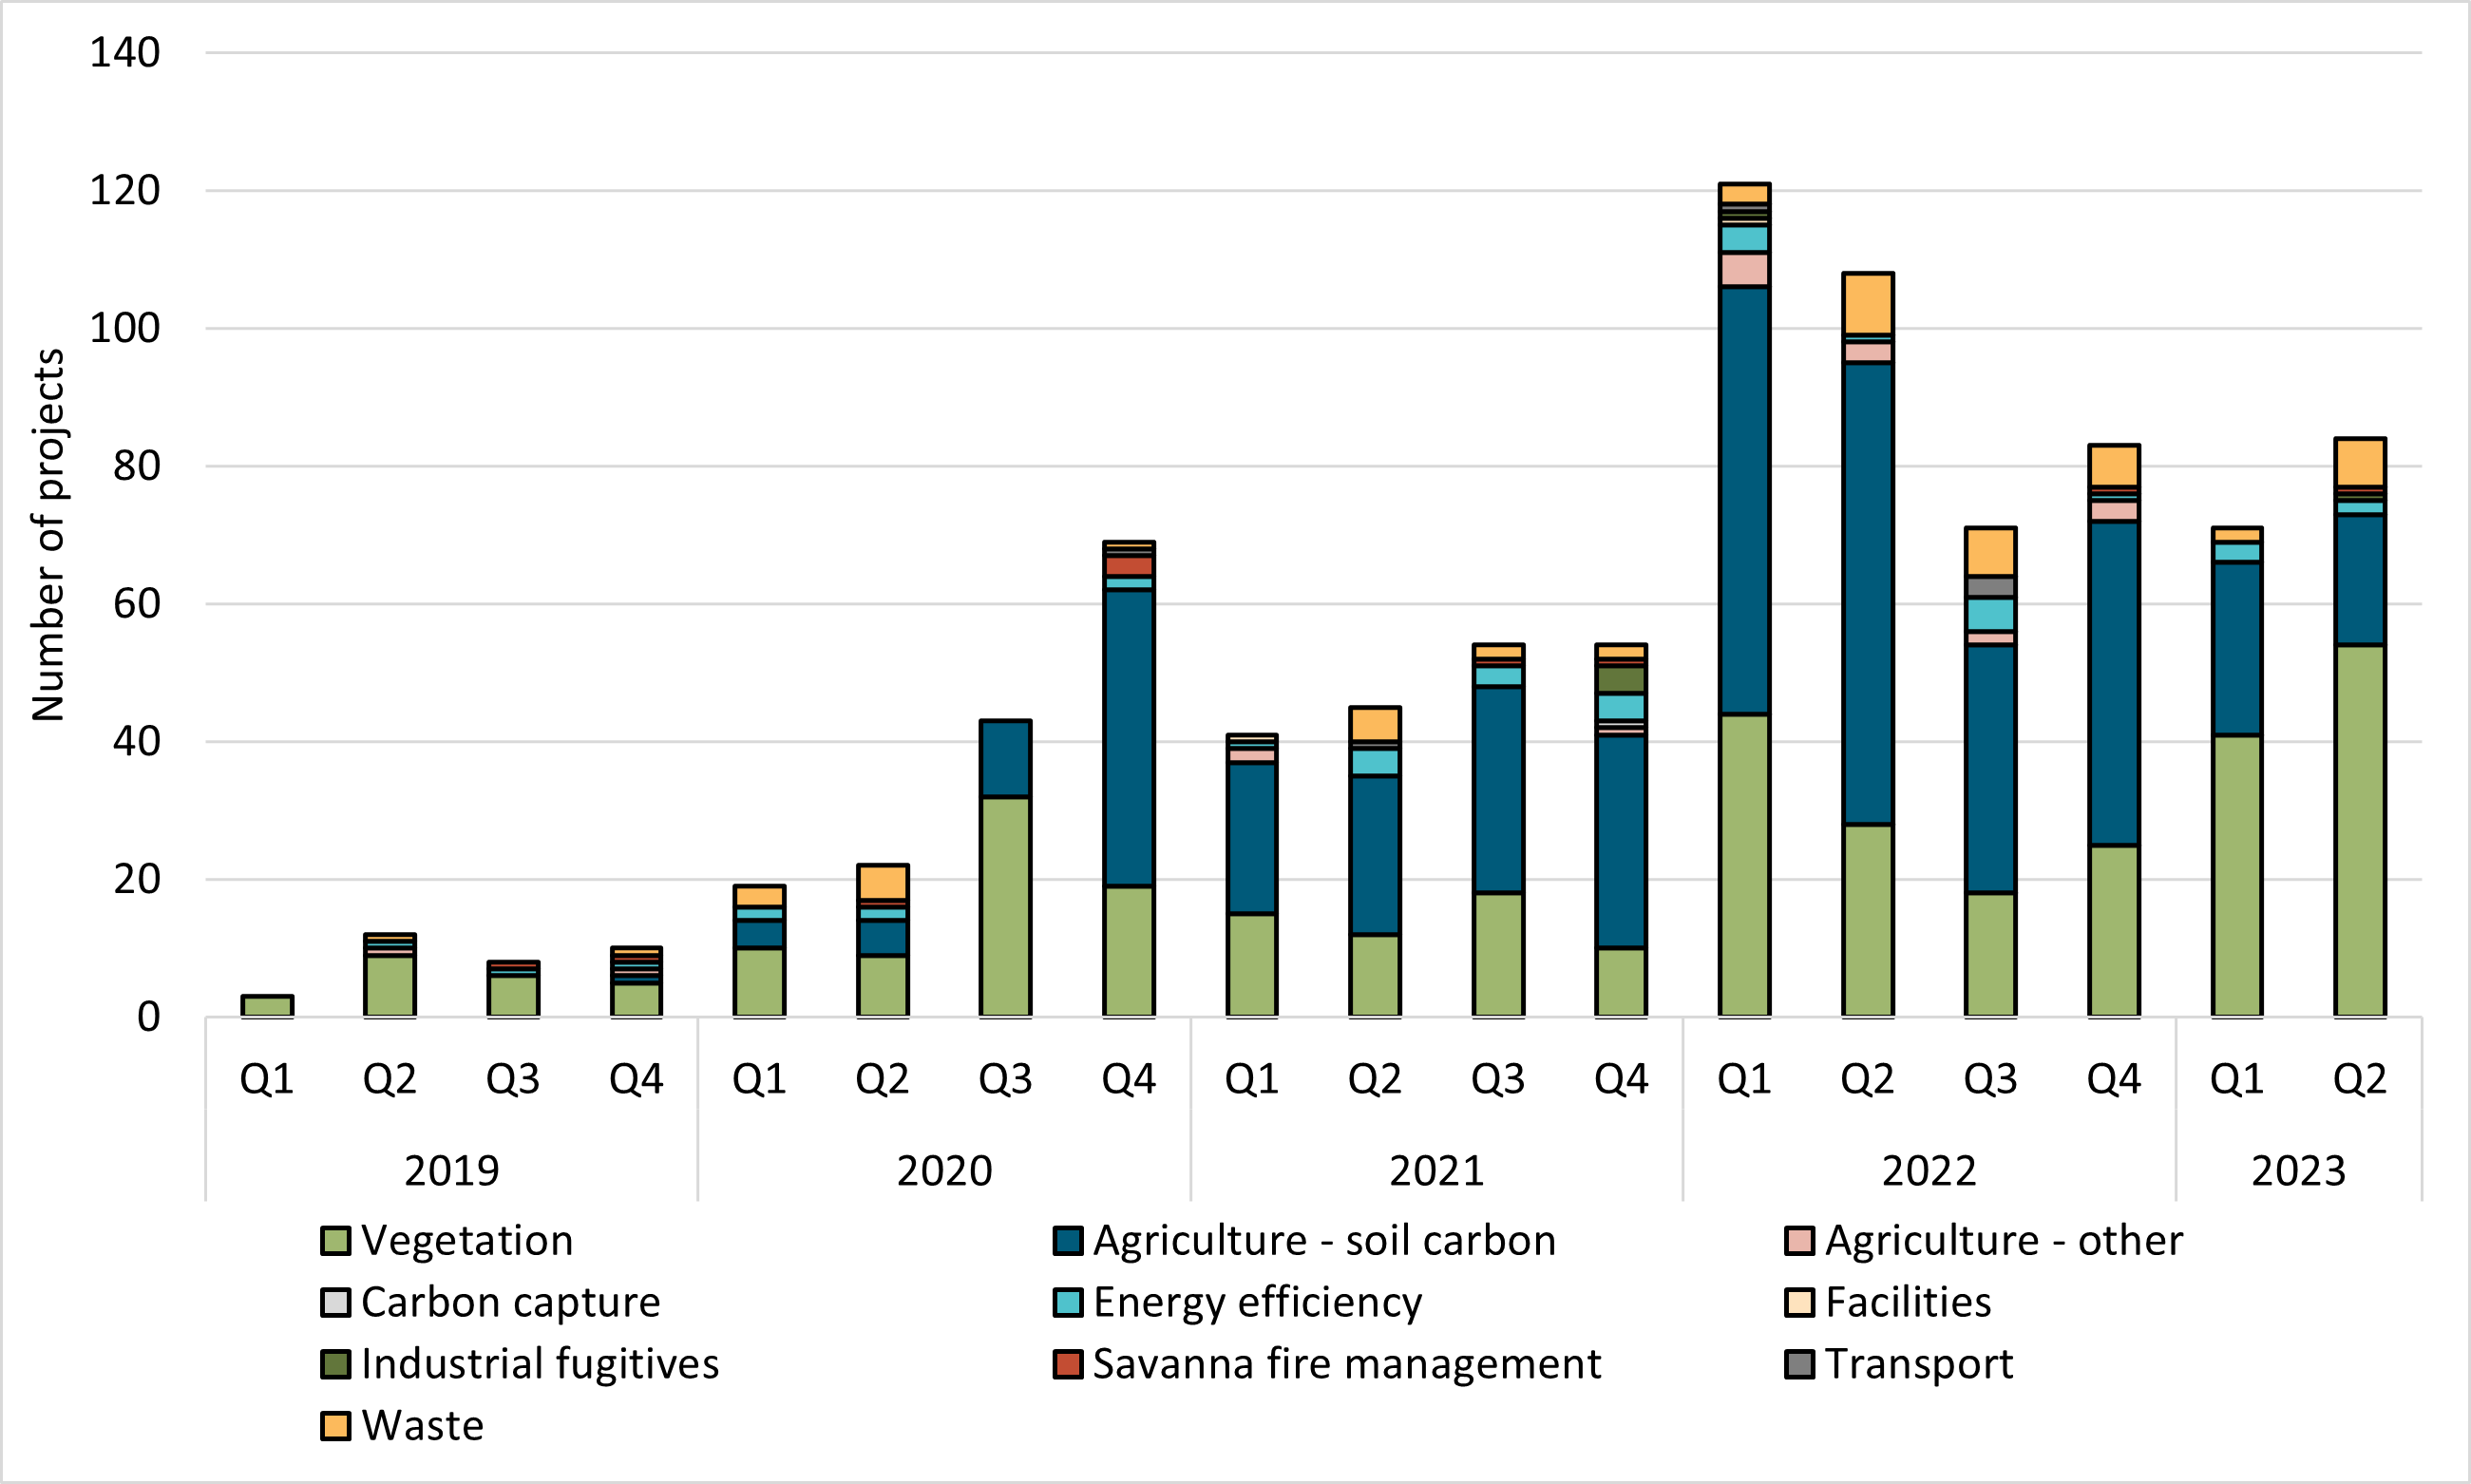 140
120
100
80
60
40
20
0
Number of projects
Q1 Q2 Q3 Q4 Q1 Q2 Q3 Q4 Q1 Q2 Q3 Q4 Q1 Q2 Q3 Q4 Q1 Q2
2019 2020 2021 2022 2023
Vegetation Agriculture - soil carbon Agriculture - other
Carbon capture Energy efficiency Facilities
Industrial fugitives Savanna fire management Transport
Waste